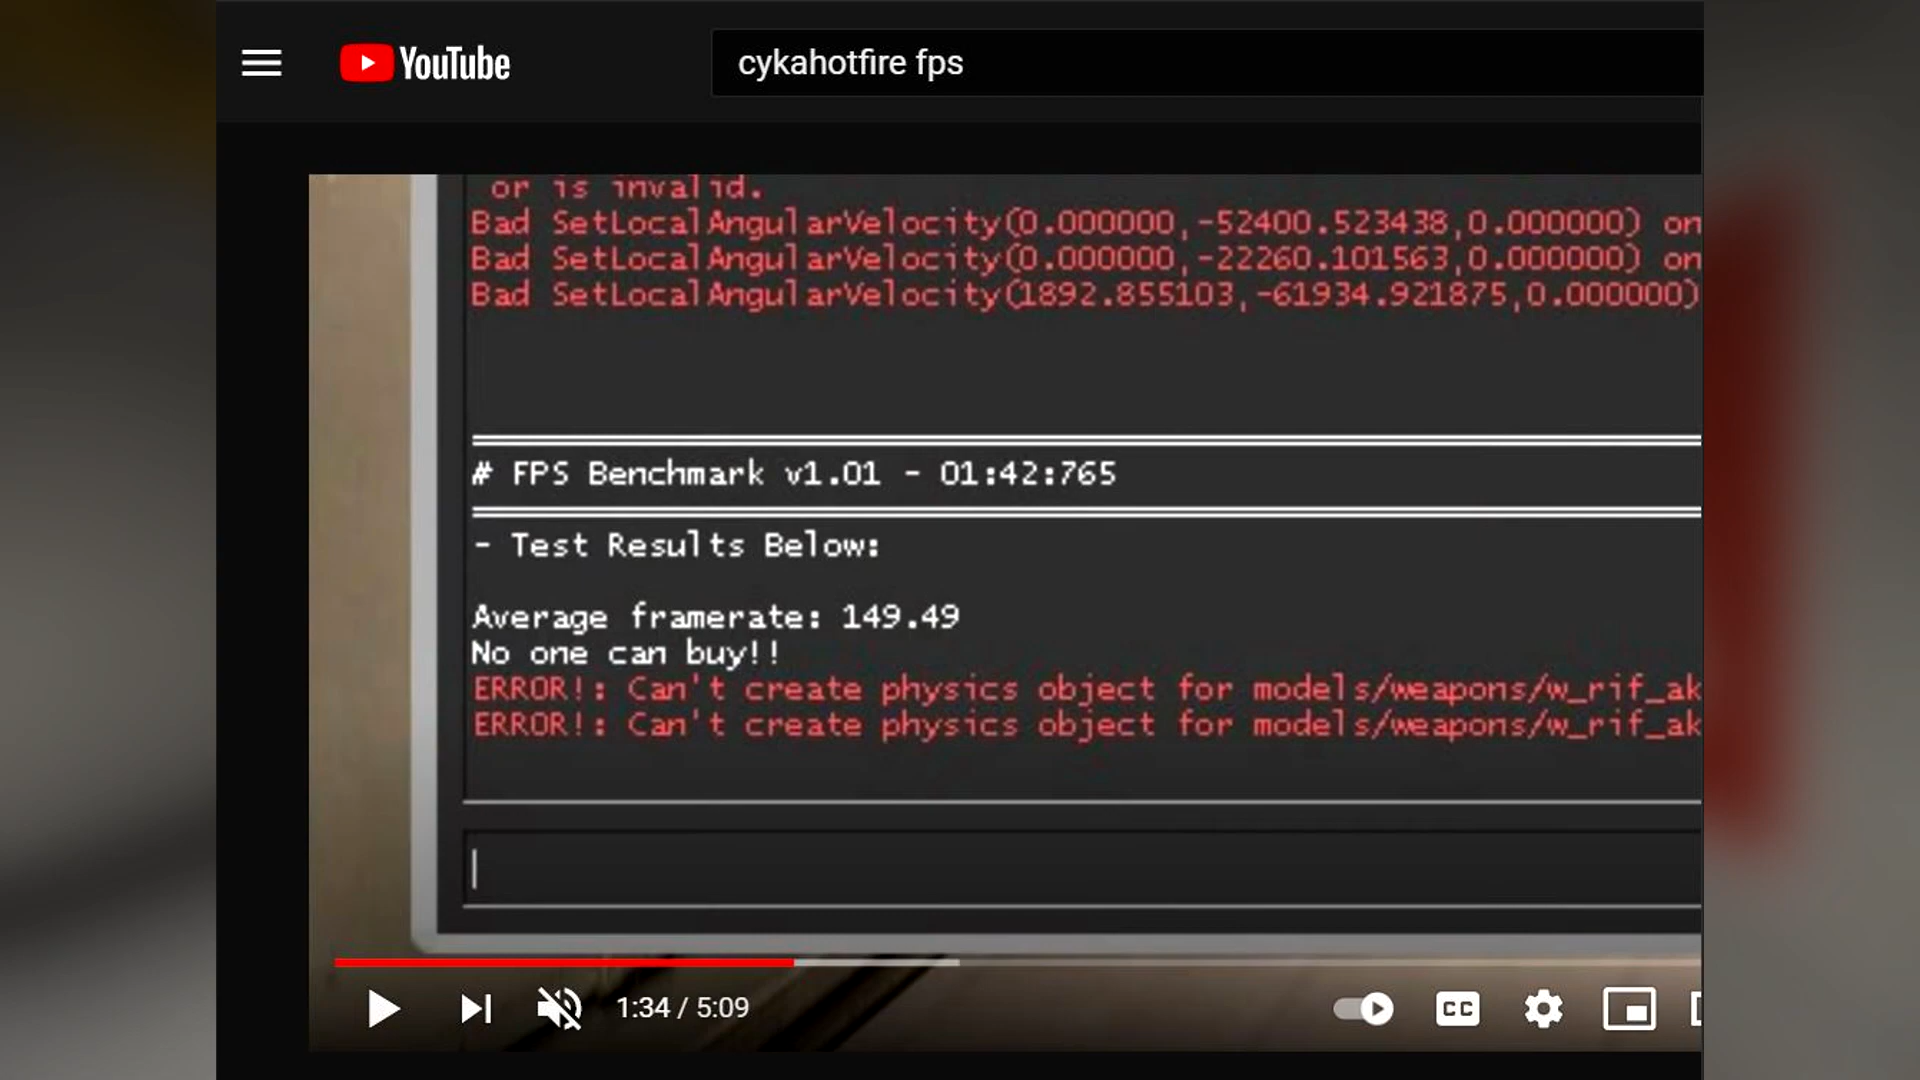 YouTube
cykahotfire fps
or is invalid.
Bad SetLocalAngularVelocity(0.000000,-52400.523438,0.000000) on
Bad SetLocalAngularVelocity(0.000000,-22260.101563,0.000000) on
Bad SetLocalAngularVelocity(1892.855103,-61934.921875,0.000000)
# FPS Benchmark v1.01 - 01:42:765
- Test Results Below:
Average framerate: 149.49
No one can buy!!
ERROR!: Can't create physics object for models/weapons/w_rif_ak
ERROR!: Can't create physics object for models/weapons/w_rif_ak
1:34 / 5:09
CC